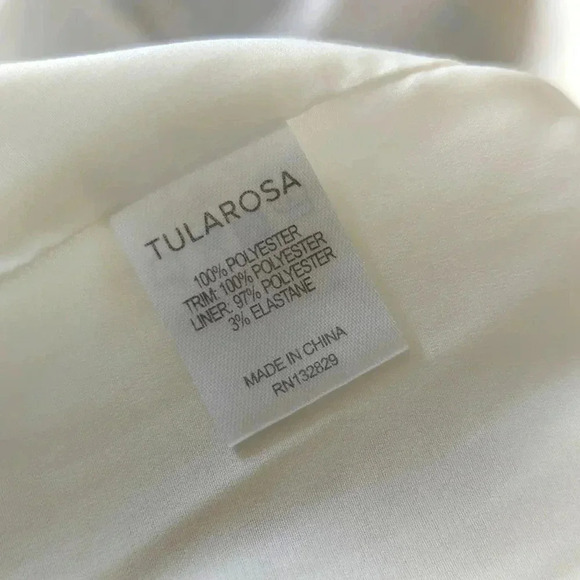 TULAROSA
100% POLYESTER
TRIM: 100% POLYESTER
LINER: 97% POLYESTER
3% ELASTANE
MADE IN CHINA
RN132829